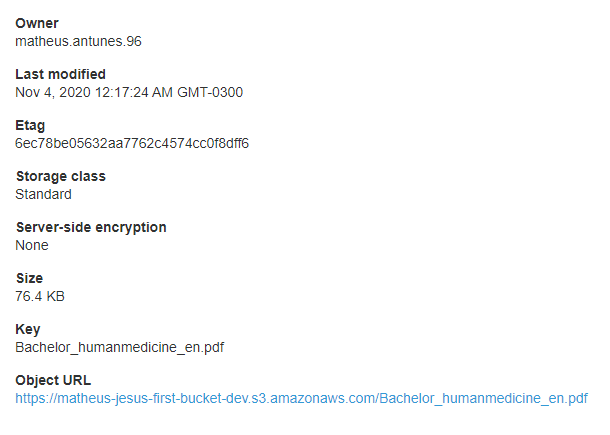 Owner
matheus.antunes.96
Last modified
Nov 4, 2020 12:17:24 AM GMT-0300
Etag
6ec78be05632aa7762c4574cc0f8dff6
Storage class
Standard
Server-side encryption
None
Size
76.4 KB
Key
Bachelor_humanmedicine_en.pdf
Object URL
https://matheus-jesus-first-bucket-dev.s3.amazonaws.com/Bachelor_humanmedicine_en.pdf